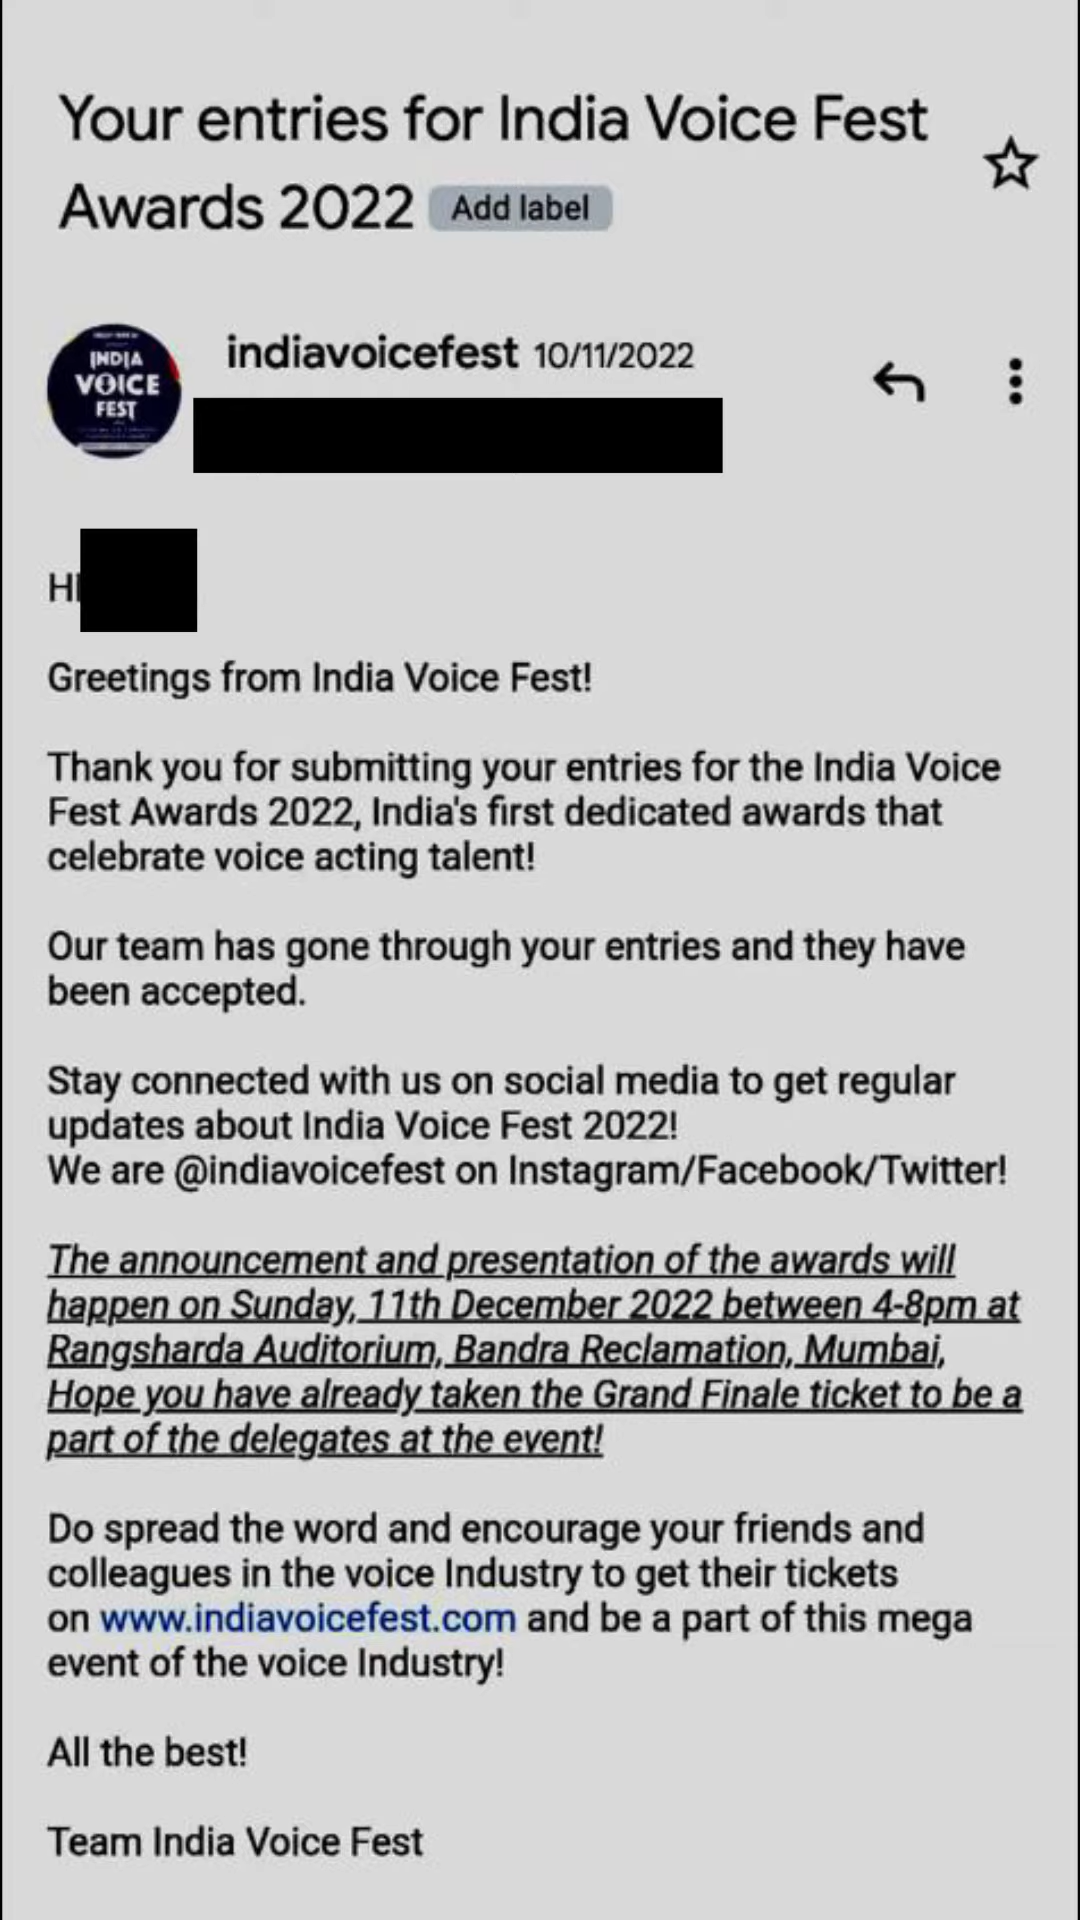 Your entries for India Voice Fest
Awards 2022 Add label
INDIA
VOICE
FEST
indiavoicefest 10/11/2022
HI
Greetings from India Voice Fest!
Thank you for submitting your entries for the India Voice
Fest Awards 2022, India's first dedicated awards that
celebrate voice acting talent!
Our team has gone through your entries and they have
been accepted.
Stay connected with us on social media to get regular
updates about India Voice Fest 2022!
We are @indiavoicefest on Instagram/Facebook/Twitter!
The announcement and presentation of the awards will
happen on Sunday, 11th December 2022 between 4-8pm at
Rangsharda Auditorium, Bandra Reclamation, Mumbai,
Hope you have already taken the Grand Finale ticket to be a
part of the delegates at the event!
Do spread the word and encourage your friends and
colleagues in the voice Industry to get their tickets
on www.indiavoicefest.com and be a part of this mega
event of the voice Industry!
All the best!
Team India Voice Fest